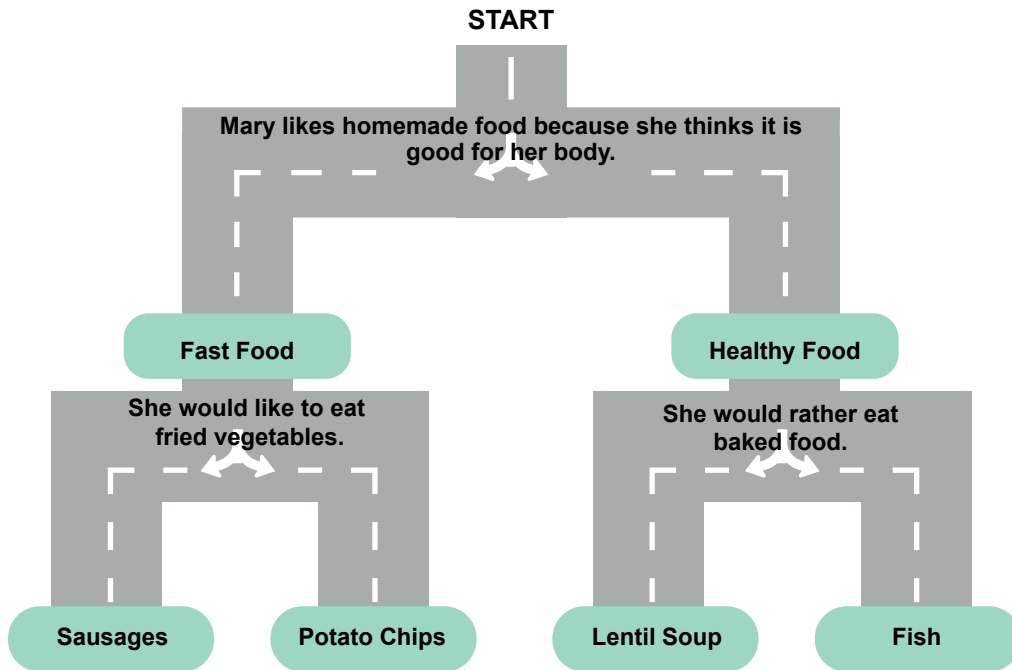 START
Mary likes homemade food because she thinks it is
good for her body.
Fast Food
Healthy Food
She would like to eat
fried vegetables.
She would rather eat
baked food.
Sausages
Potato Chips
Lentil Soup
Fish